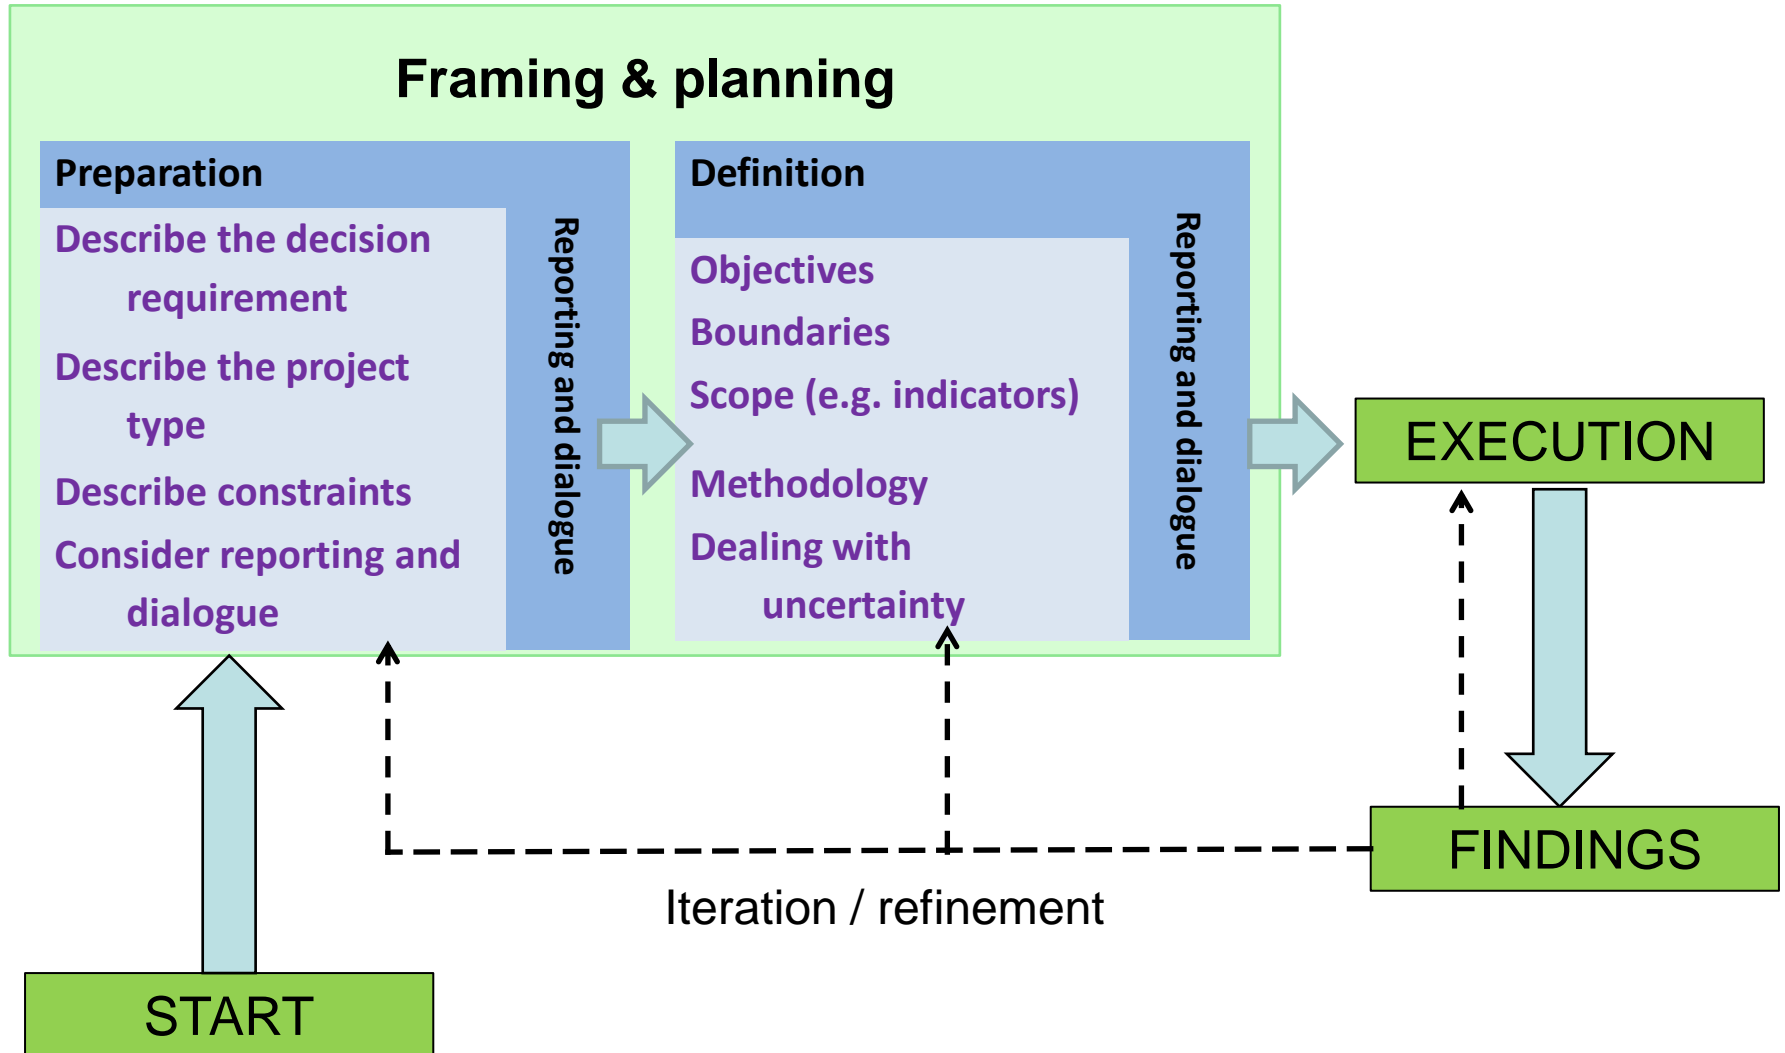 Framing & planning
Preparation
Describe the decision
requirement
Describe the project
type
Describe constraints
Consider reporting and
dialogue
Reporting and dialogue
Definition
Objectives
Boundaries
Scope (e.g. indicators)
Methodology
Dealing with
uncertainty
Reporting and dialogue
EXECUTION
FINDINGS
Iteration / refinement
START